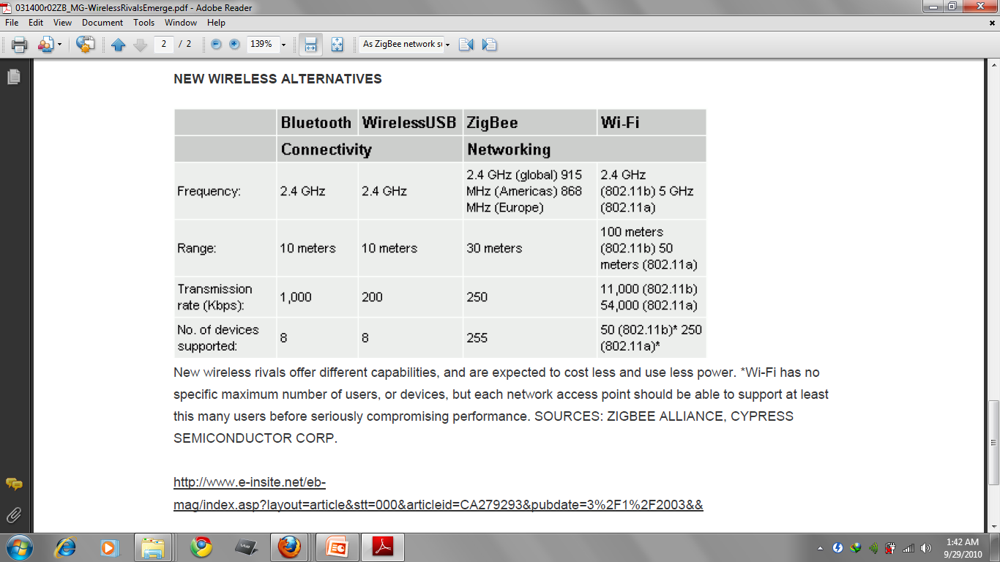 031400r02ZB_MG-WirelessRivalsEmerge.pdf - Adobe Reader
File Edit View Document Tools Window Help
2 / 2 139% As ZigBee network s
NEW WIRELESS ALTERNATIVES
Bluetooth WirelessUSB ZigBee Wi-Fi
Connectivity Networking
Frequency: 2.4 GHz 2.4 GHz
2.4 GHz (global) 915
MHz (Americas) 868
MHz (Europe)
2.4 GHz
(802.11b) 5 GHz
(802.11a)
Range: 10 meters 10 meters 30 meters
100 meters
(802.11b) 50
meters (802.11a)
Transmission
rate (Kbps):
1,000 200 250
11,000 (802.11b)
54,000 (802.11a)
No. of devices
supported:
8 8 255
50 (802.11b)* 250
(802.11a)*
New wireless rivals offer different capabilities, and are expected to cost less and use less power. *Wi-Fi has no
specific maximum number of users, or devices, but each network access point should be able to support at least
this many users before seriously compromising performance. SOURCES: ZIGBEE ALLIANCE, CYPRESS
SEMICONDUCTOR CORP.
http://www.e-insite.net/eb-
mag/index.asp?layout=article&stt=000&articleid=CA279293&pubdate=3%2F1%2F2003&&
1:42 AM
9/29/2010